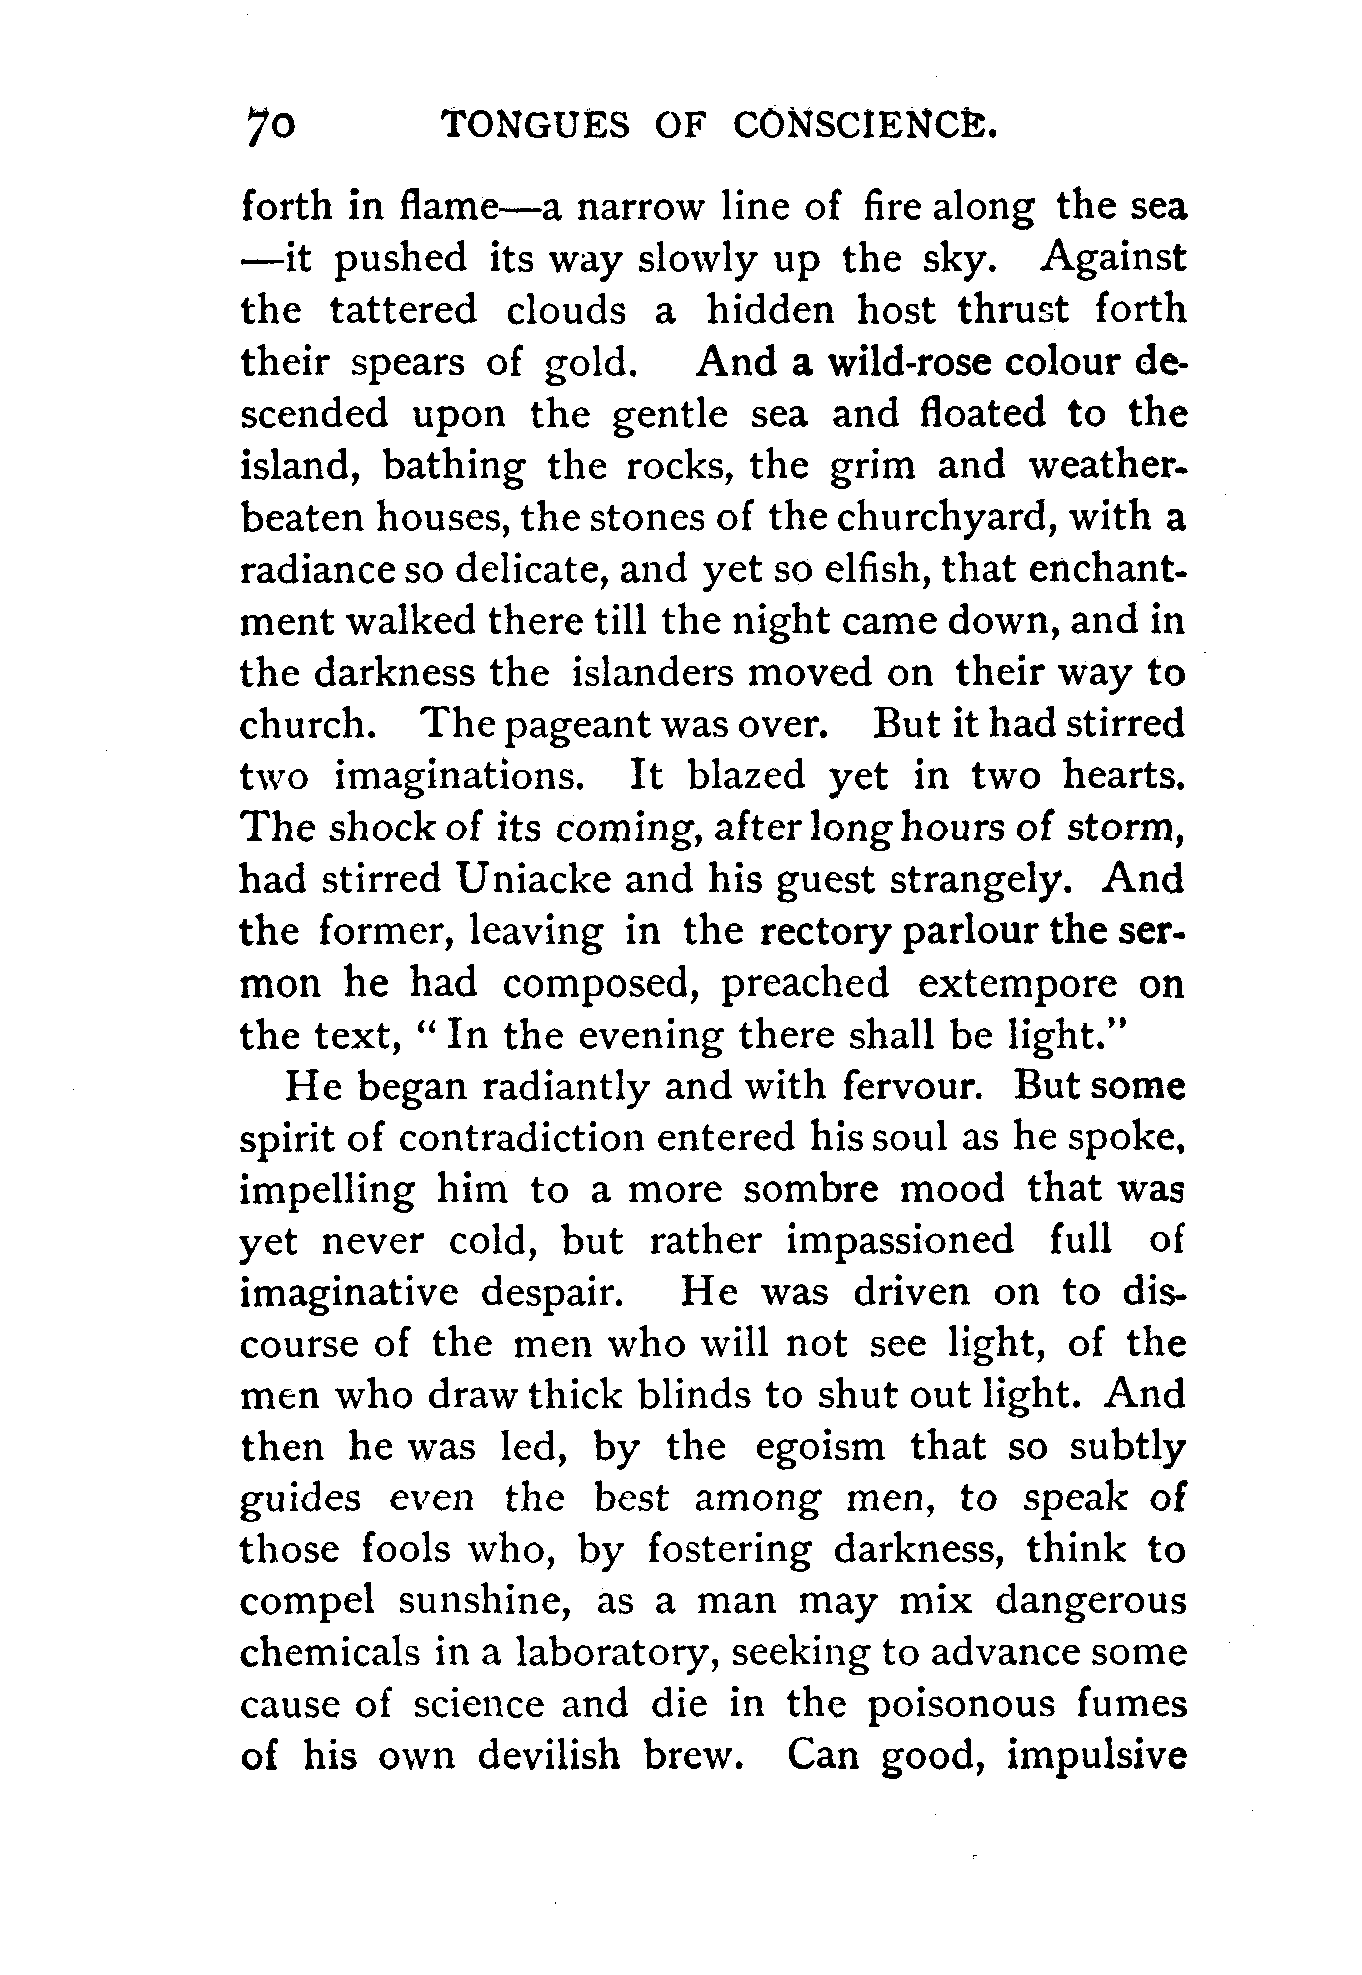 70 TONGUES OF CONSCIENCE.
forth in flame—a narrow line of fire along the sea
—it pushed its way slowly up the sky. Against
the tattered clouds a hidden host thrust forth
their spears of gold. And a wild-rose colour de-
scended upon the gentle sea and floated to the
island, bathing the rocks, the grim and weather-
beaten houses, the stones of the churchyard, with a
radiance so delicate, and yet so elfish, that enchant-
ment walked there till the night came down, and in
the darkness the islanders moved on their way to
church. The pageant was over. But it had stirred
two imaginations. It blazed yet in two hearts.
The shock of its coming, after long hours of storm,
had stirred Uniacke and his guest strangely. And
the former, leaving in the rectory parlour the ser-
mon he had composed, preached extempore on
the text, "In the evening there shall be light."
He began radiantly and with fervour. But some
spirit of contradiction entered his soul as he spoke,
impelling him to a more sombre mood that was
yet never cold, but rather impassioned full of
imaginative despair. He was driven on to dis-
course of the men who will not see light, of the
men who draw thick blinds to shut out light. And
then he was led, by the egoism that so subtly
guides even the best among men, to speak of
those fools who, by fostering darkness, think to
compel sunshine, as a man may mix dangerous
chemicals in a laboratory, seeking to advance some
cause of science and die in the poisonous fumes
of his own devilish brew. Can good, impulsive